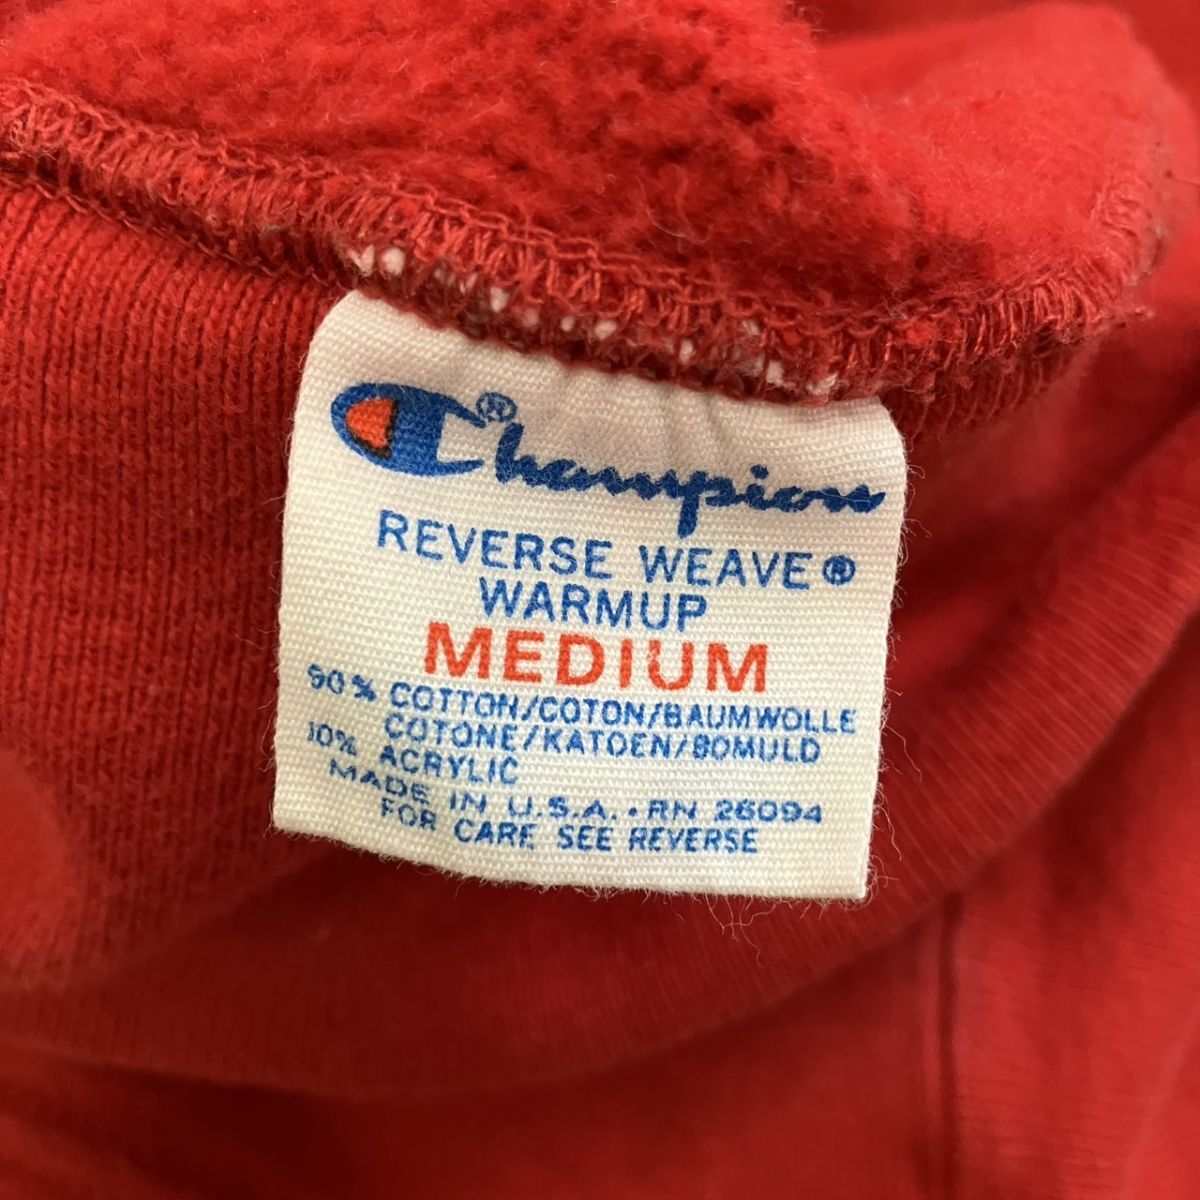 Champion®
REVERSE WEAVE®
WARMUP
MEDIUM
90% COTTON/COTON/BAUMWOLLE
COTONE/KATOEN/BOMULD
10% ACRYLIC
MADE IN U.S.A. • RN 26094
FOR CARE SEE REVERSE